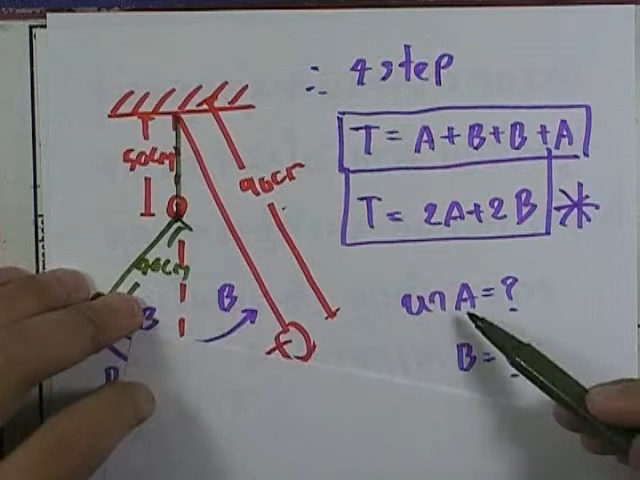 ∴ 4 step
T = A+B+B+A
T = 2A+2B *
50cm
90cm
40cm
B
B
หา A = ?
B = ?